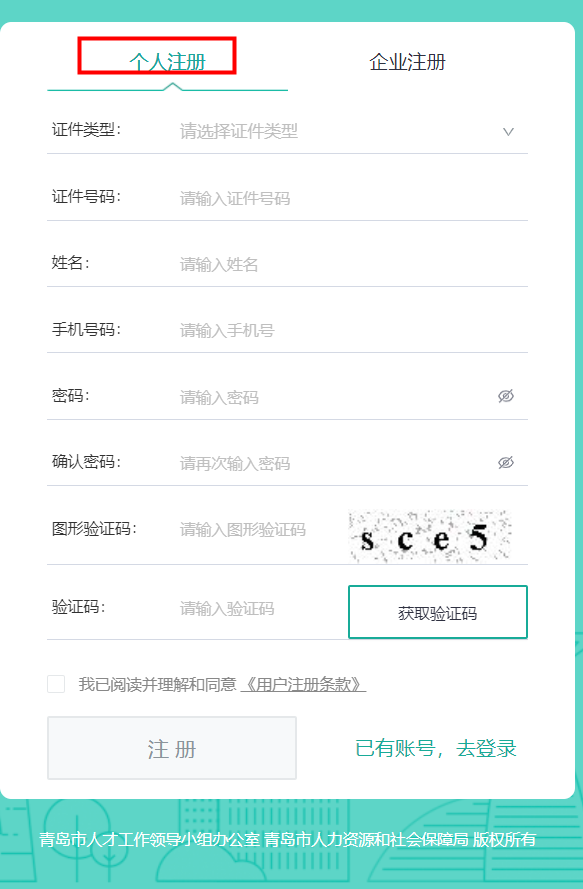 个人注册 企业注册
证件类型： 请选择证件类型
证件号码： 请输入证件号码
姓名： 请输入姓名
手机号码： 请输入手机号
密码： 请输入密码
确认密码： 请再次输入密码
图形验证码： 请输入图形验证码 sce5
验证码： 请输入验证码 获取验证码
我已阅读并理解和同意《用户注册条款》
注 册 已有账号，去登录
青岛市人才工作领导小组办公室 青岛市人力资源和社会保障局 版权所有